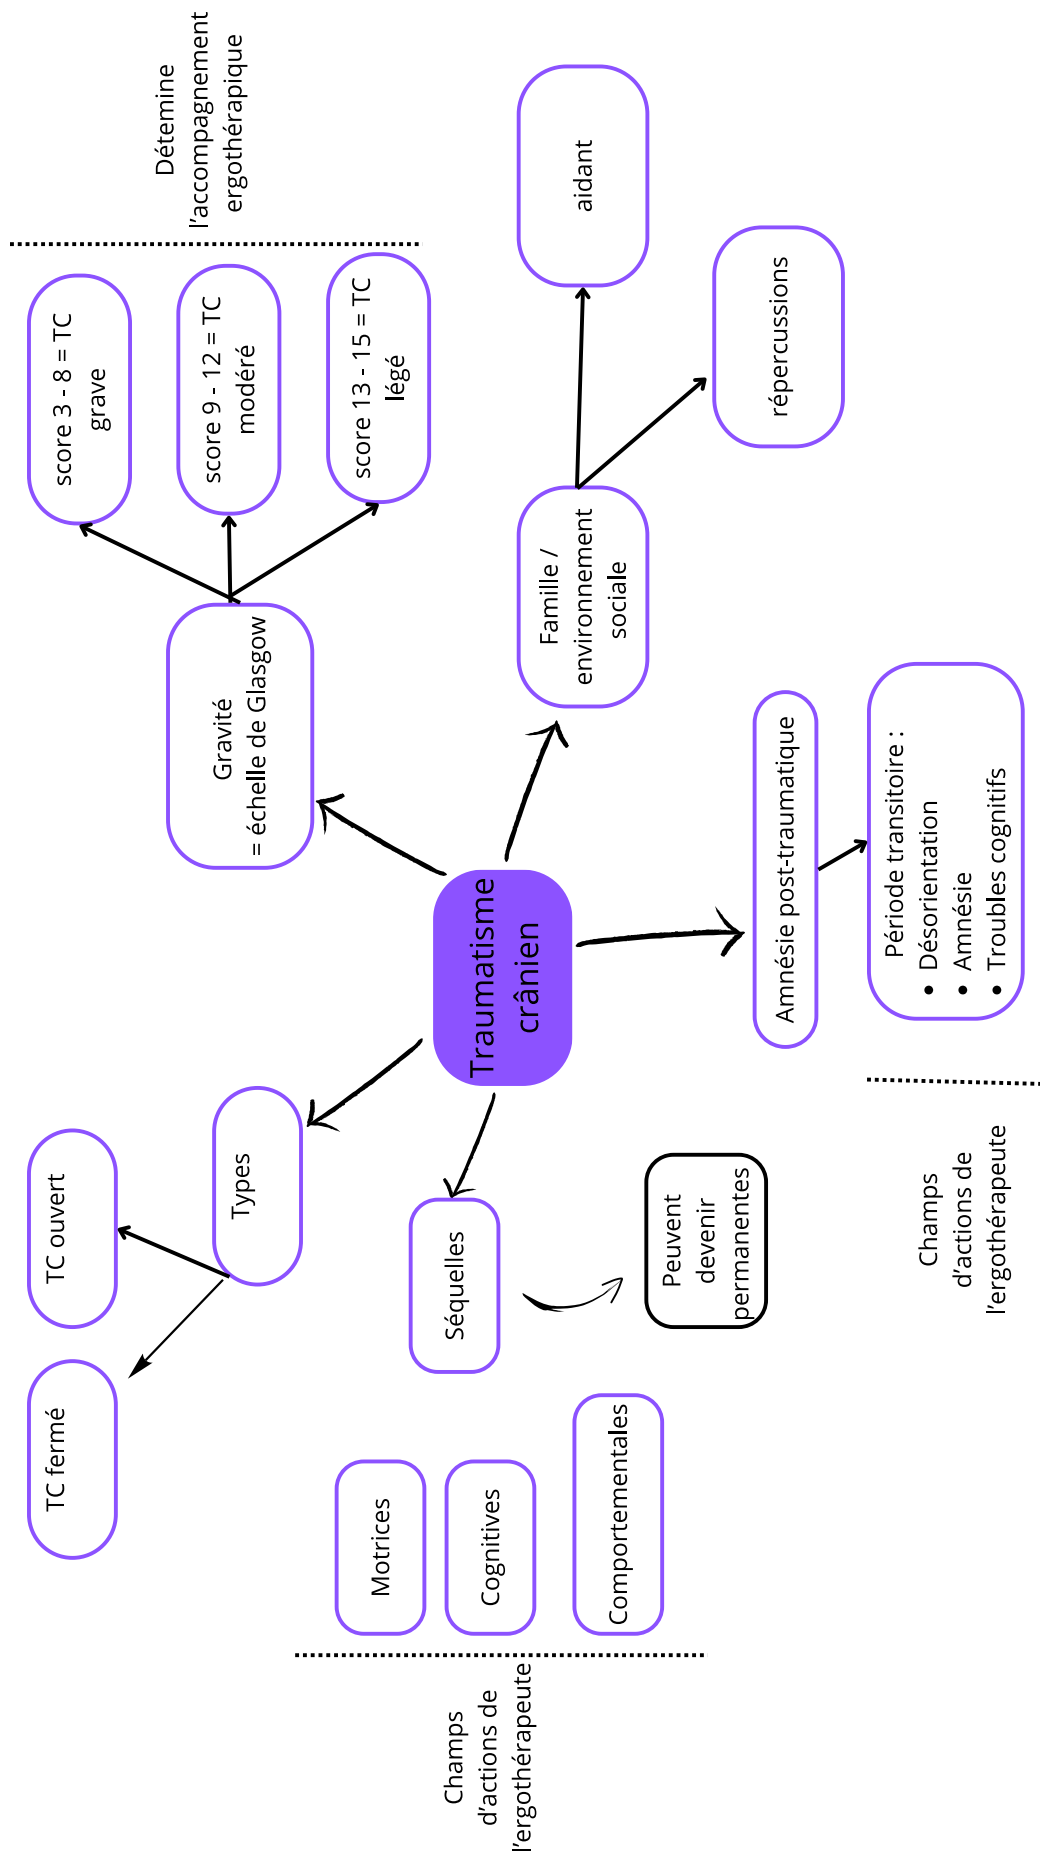 TC fermé
TC ouvert
Types
Gravité
= échelle de Glasgow
score 3 - 8 = TC
grave
score 9 - 12 = TC
modéré
score 13 - 15 = TC
légé
Détemine
l'accompagnement
ergothérapique
Traumatisme
crânien
Famille /
environnement
sociale
aidant
répercussions
Séquelles
Peuvent
devenir
permanentes
Motrices
Cognitives
Comportementales
Champs
d'actions de
l'ergothérapeute
Amnésie post-traumatique
Période transitoire :
• Désorientation
• Amnésie
• Troubles cognitifs
Champs
d'actions de
l'ergothérapeute